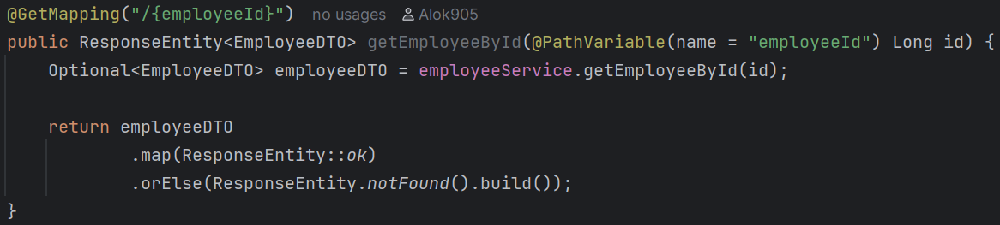 @GetMapping("/{employeeId}") no usages Alok905
public ResponseEntity<EmployeeDTO> getEmployeeById(@PathVariable(name = "employeeId") Long id) {
Optional<EmployeeDTO> employeeDTO = employeeService.getEmployeeById(id);
return employeeDTO
.map(ResponseEntity::ok)
.orElse(ResponseEntity.notFound().build());
}